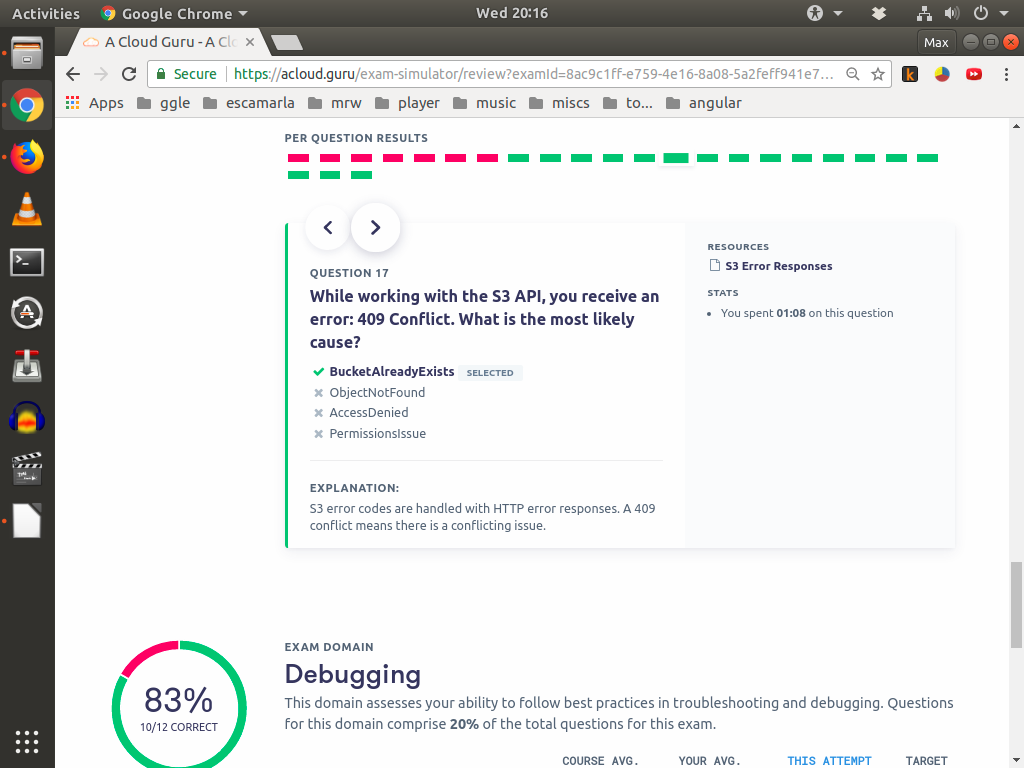 Activities Google Chrome Wed 20:16
A Cloud Guru - A Clo Max
Secure https://acloud.guru/exam-simulator/review?examId=8ac9c1ff-e759-4e16-8a08-5a2feff941e7...
Apps ggle escamarla mrw player music miscs to... angular
PER QUESTION RESULTS
QUESTION 17
While working with the S3 API, you receive an
error: 409 Conflict. What is the most likely
cause?
BucketAlreadyExists SELECTED
ObjectNotFound
AccessDenied
PermissionsIssue
EXPLANATION:
S3 error codes are handled with HTTP error responses. A 409
conflict means there is a conflicting issue.
RESOURCES
S3 Error Responses
STATS
• You spent 01:08 on this question
83%
10/12 CORRECT
EXAM DOMAIN
Debugging
This domain assesses your ability to follow best practices in troubleshooting and debugging. Questions
for this domain comprise 20% of the total questions for this exam.
COURSE AVG. YOUR AVG. THIS ATTEMPT TARGET